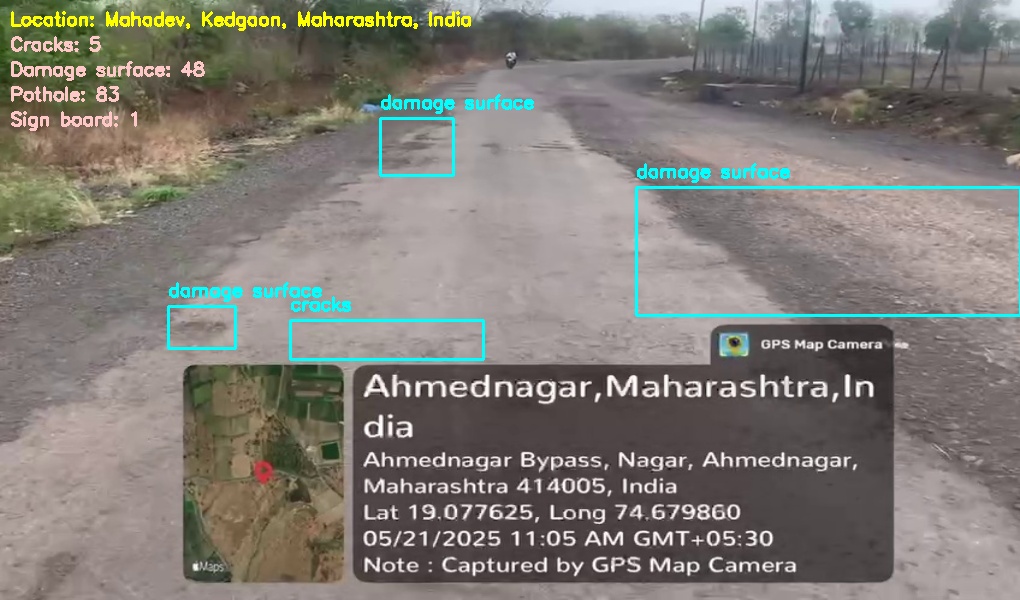 Location: Mahadev, Kedgaon, Maharashtra, India
Cracks: 5
Damage surface: 48
Pothole: 83
Sign board: 1
damage surface
damage surface
damage surface
cracks
GPS Map Camera
Ahmednagar,Maharashtra,In
dia
Ahmednagar Bypass, Nagar, Ahmednagar,
Maharashtra 414005, India
Lat 19.077625, Long 74.679860
05/21/2025 11:05 AM GMT+05:30
Note : Captured by GPS Map Camera
Maps